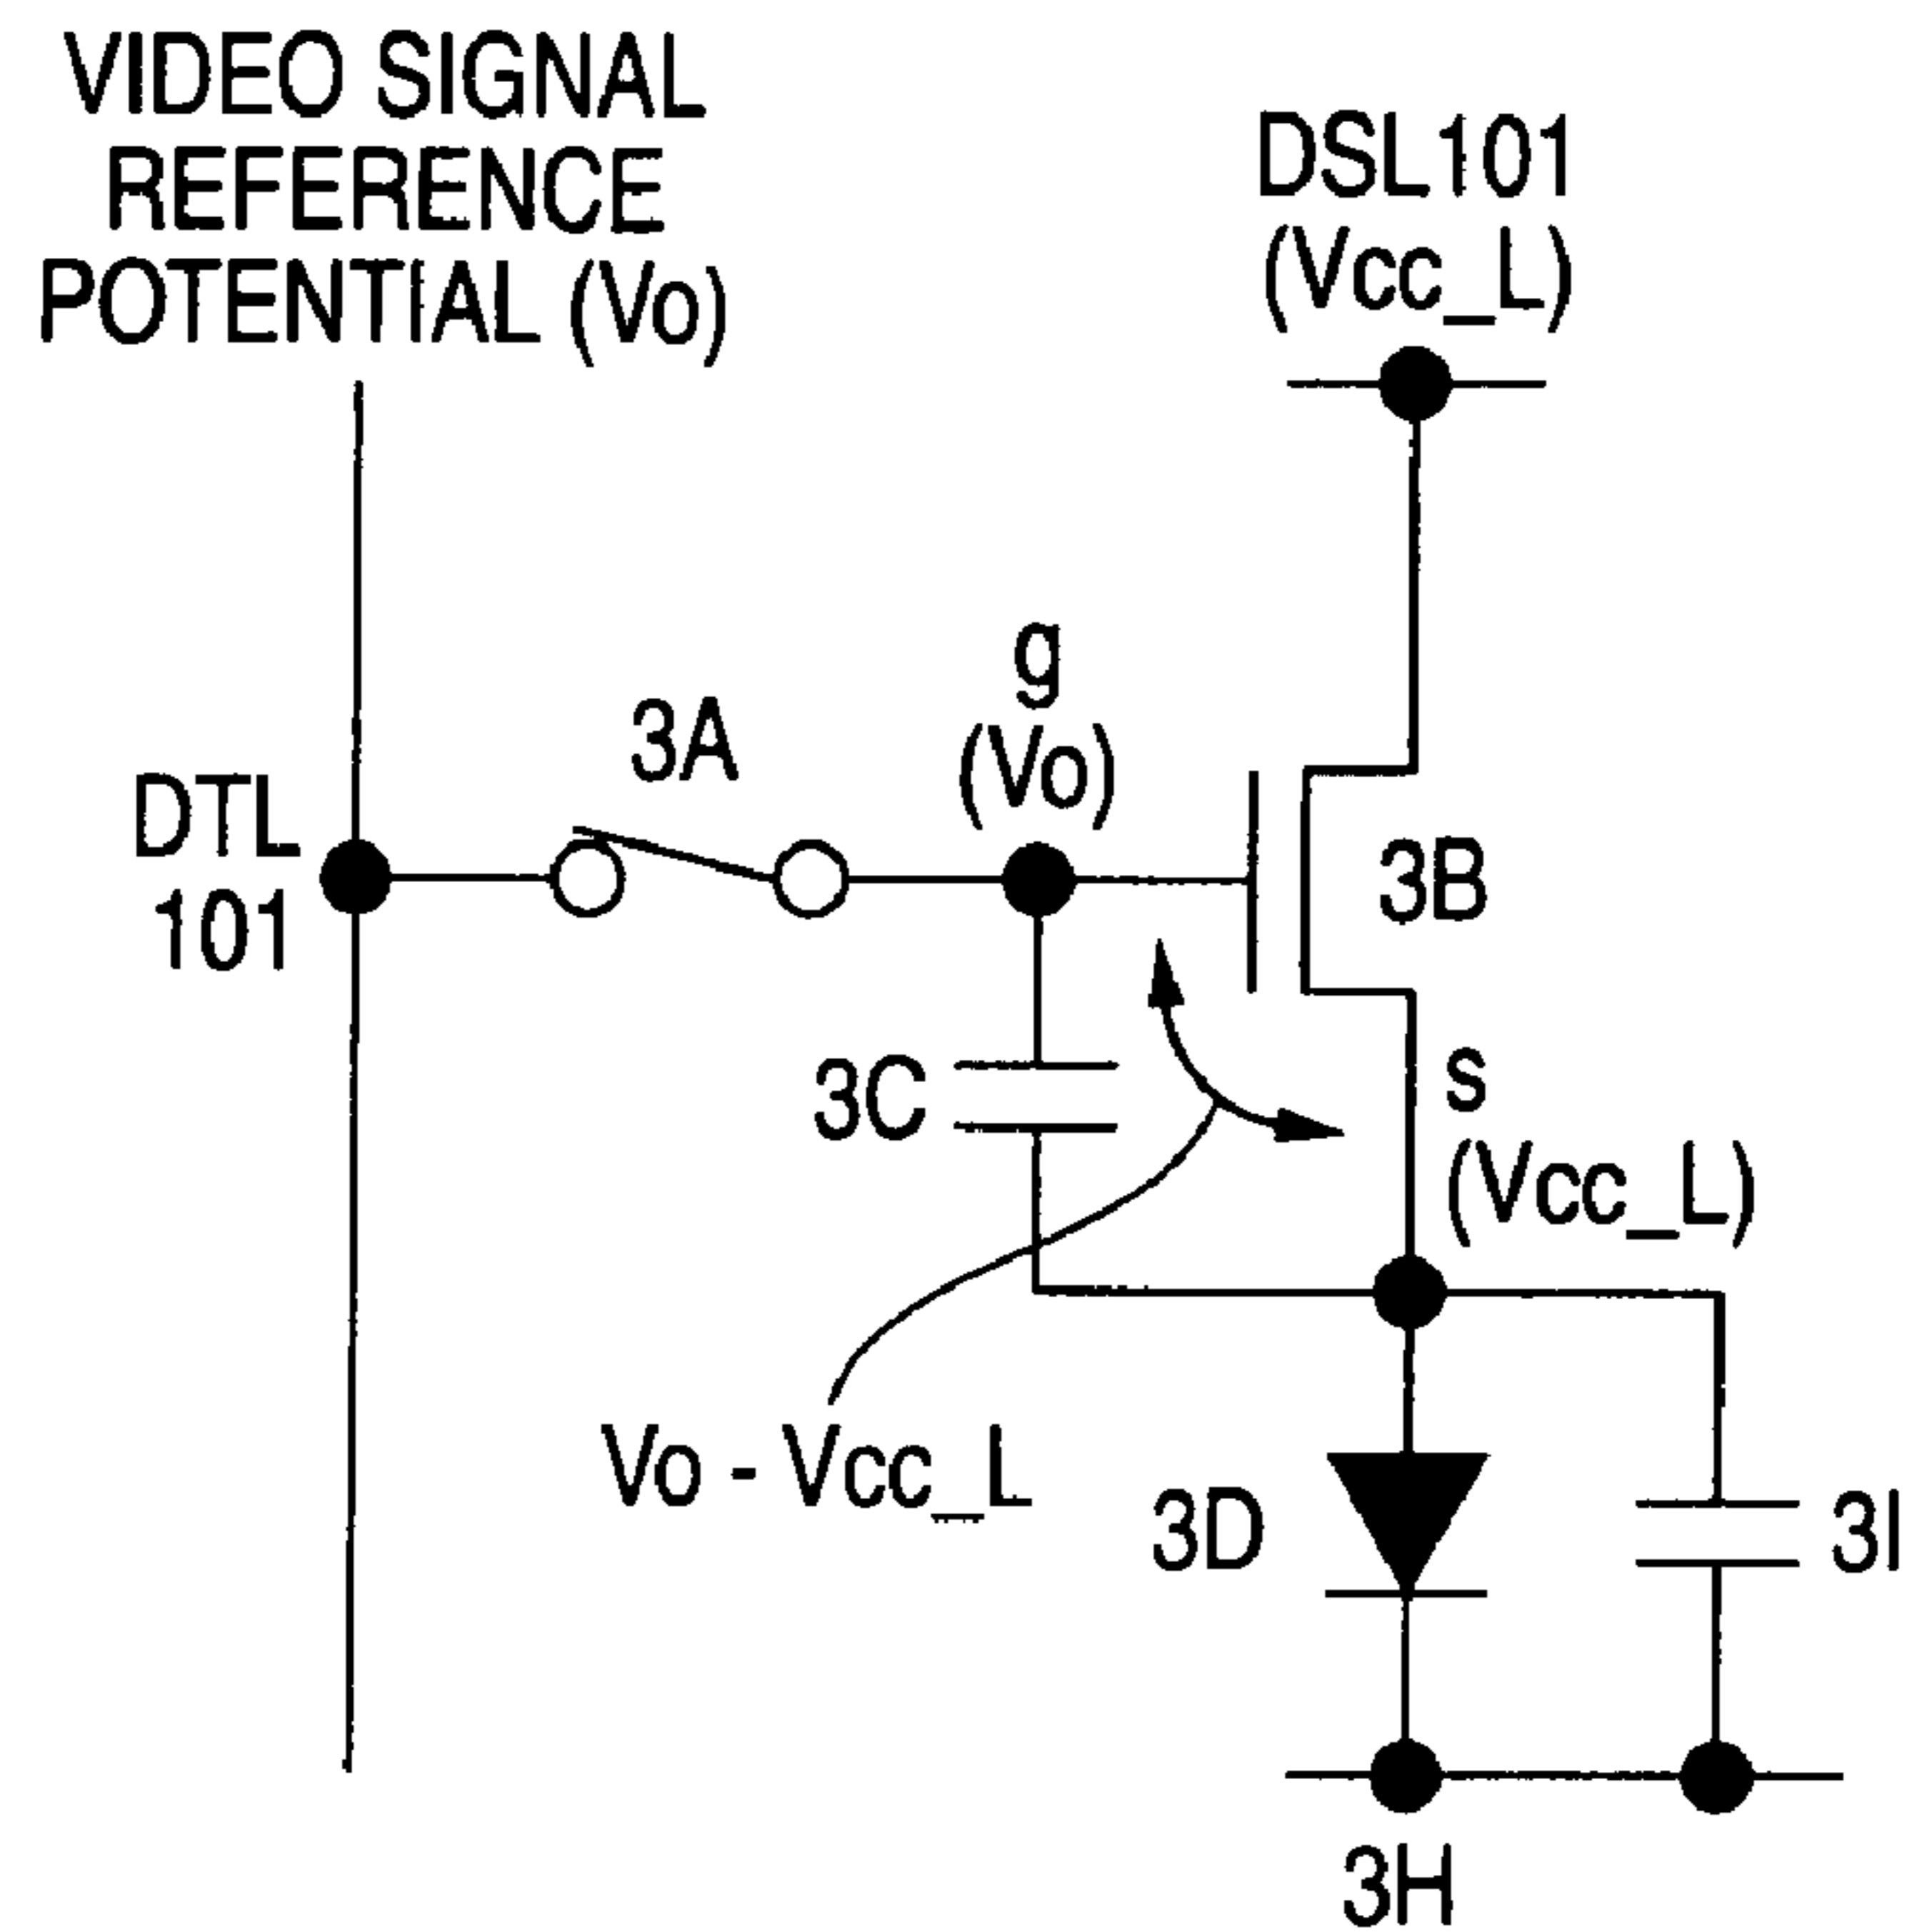 VIDEO SIGNAL
REFERENCE
POTENTIAL (Vo)
DSL101
(Vcc_L)
g
(Vo)
3A
DTL
101
3B
3C
s
(Vcc_L)
Vo - Vcc_L
3D
3I
3H